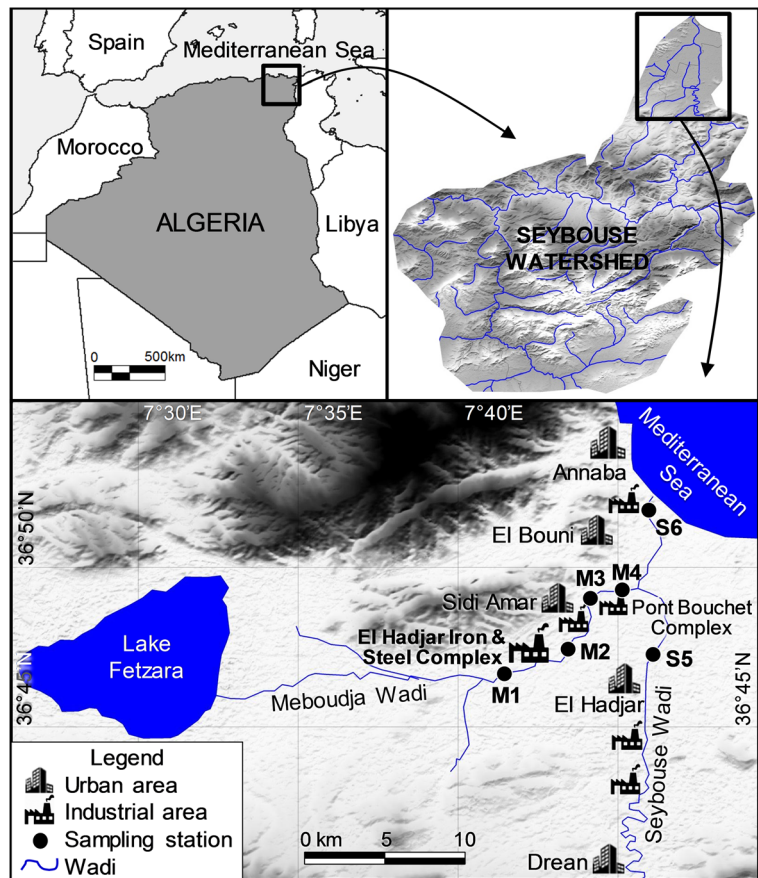 Spain
Mediterranean Sea
Morocco
ALGERIA
Libya
0 500km
Niger
SEYBOUSE
WATERSHED
7°30'E
7°35'E
7°40'E
Mediterranean
Sea
Annaba
36°50'N
S6
El Bouni
M3
M4
Sidi Amar
Pont Bouchet
Complex
El Hadjar Iron &
Steel Complex
M2
S5
Lake
Fetzara
M1
Meboudja Wadi
El Hadjar
36°45'N
36°45'N
Seybouse Wadi
Legend
Urban area
Industrial area
Sampling station
Wadi
0 km 5 10
Drean